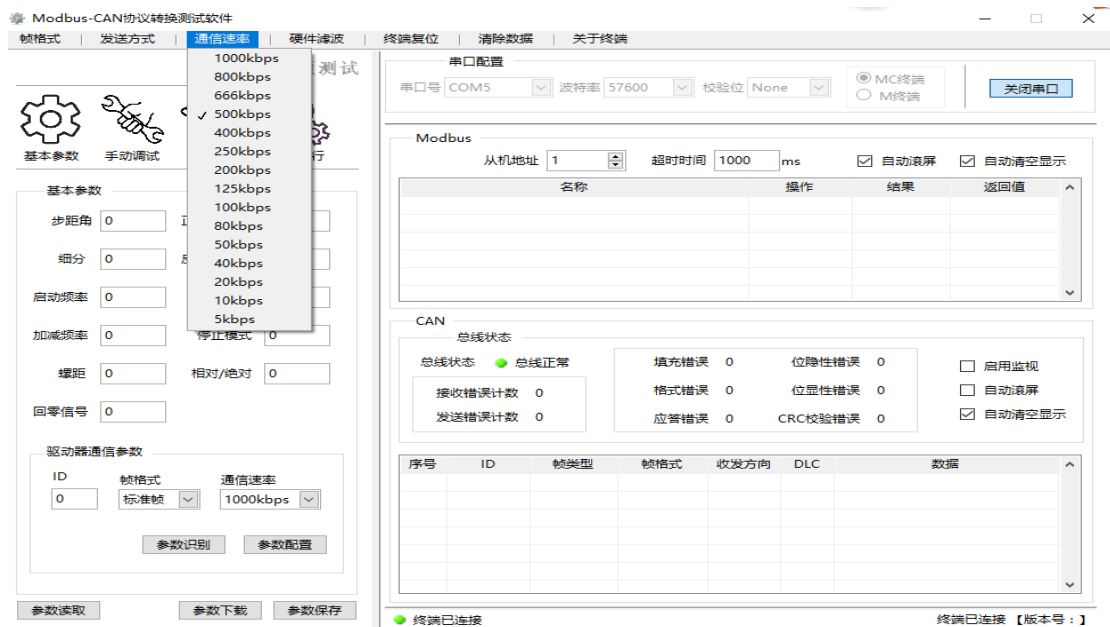 Modbus-CAN协议转换测试软件
帧格式 | 发送方式 | 通信速率 | 硬件滤波 | 终端复位 | 清除数据 | 关于终端
1000kbps
800kbps
666kbps
✓ 500kbps
400kbps
250kbps
200kbps
125kbps
100kbps
80kbps
50kbps
40kbps
20kbps
10kbps
5kbps
测试
基本参数 手动调试 行
基本参数
步距角 0
细分 0
启动频率 0
加减频率 0 停止模式 0
螺距 0 相对/绝对 0
回零信号 0
驱动器通信参数
ID 帧格式 通信速率
0 标准帧 1000kbps
参数识别 参数配置
参数读取 参数下载 参数保存
串口配置
串口号 COM5 波特率 57600 校验位 None
MC终端
M终端
关闭串口
Modbus
从机地址 1 超时时间 1000 ms 自动滚屏 自动清空显示
名称 操作 结果 返回值
CAN
总线状态
总线状态 总线正常
接收错误计数 0
发送错误计数 0
填充错误 0 位隐性错误 0
格式错误 0 位显性错误 0
应答错误 0 CRC校验错误 0
启用监视
自动滚屏
自动清空显示
序号 ID 帧类型 帧格式 收发方向 DLC 数据
终端已连接 终端已连接 【版本号：】